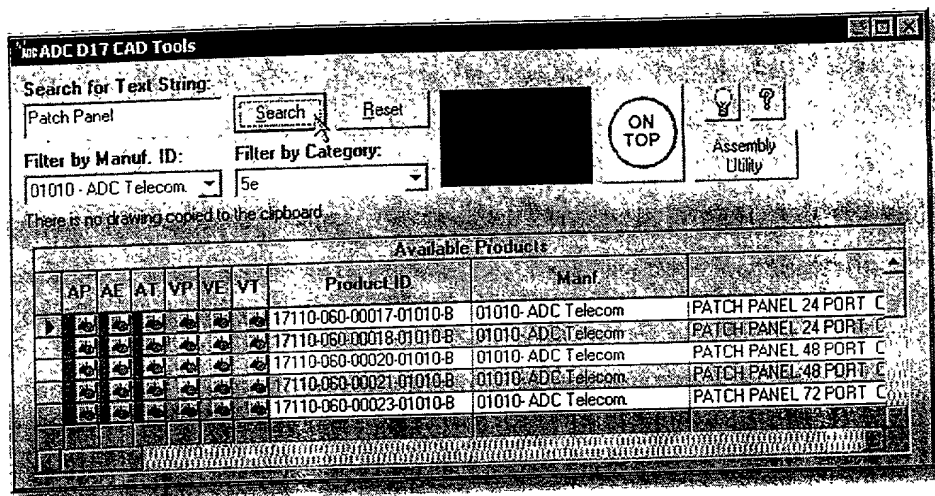 ADC ADC D17 CAD Tools
Search for Text String:
Patch Panel
Search
Reset
ON
TOP
Assembly
Utility
Filter by Manuf. ID:
Filter by Category:
01010 - ADC Telecom.
5e
There is no drawing copied to the clipboard
Available Products
AP AE AT VP VE VT Product ID Manf
17110-060-00017-01010-B 01010- ADC Telecom PATCH PANEL 24 PORT C
17110-060-00018-01010-B 01010- ADC Telecom PATCH PANEL 24 PORT C
17110-060-00020-01010-B 01010- ADC Telecom PATCH PANEL 48 PORT C
17110-060-00021-01010-B 01010- ADC Telecom. PATCH PANEL 48 PORT C
17110-060-00023-01010-B 01010- ADC Telecom. PATCH PANEL 72 PORT C